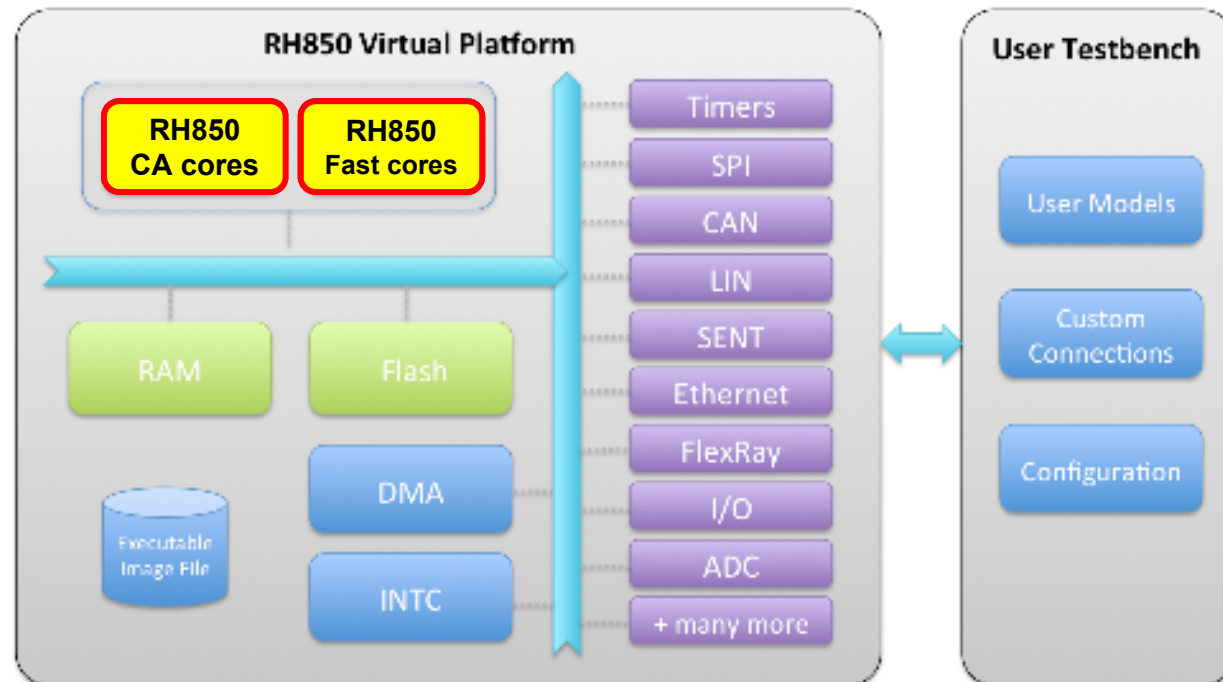 RH850 Virtual Platform
RH850
CA cores
RH850
Fast cores
RAM
Flash
Executable
Image File
DMA
INTC
Timers
SPI
CAN
LIN
SENT
Ethernet
FlexRay
I/O
ADC
+ many more
User Testbench
User Models
Custom
Connections
Configuration